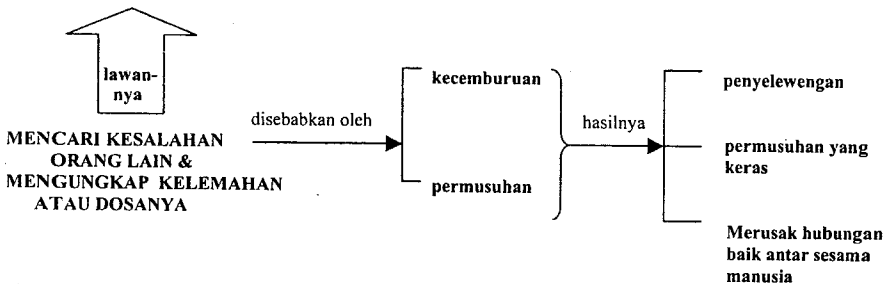 lawan-
nya
MENCARI KESALAHAN
ORANG LAIN &
MENGUNGKAP KELEMAHAN
ATAU DOSANYA
disebabkan oleh
kecemburuan
permusuhan
hasilnya
penyelewengan
permusuhan yang
keras
Merusak hubungan
baik antar sesama
manusia